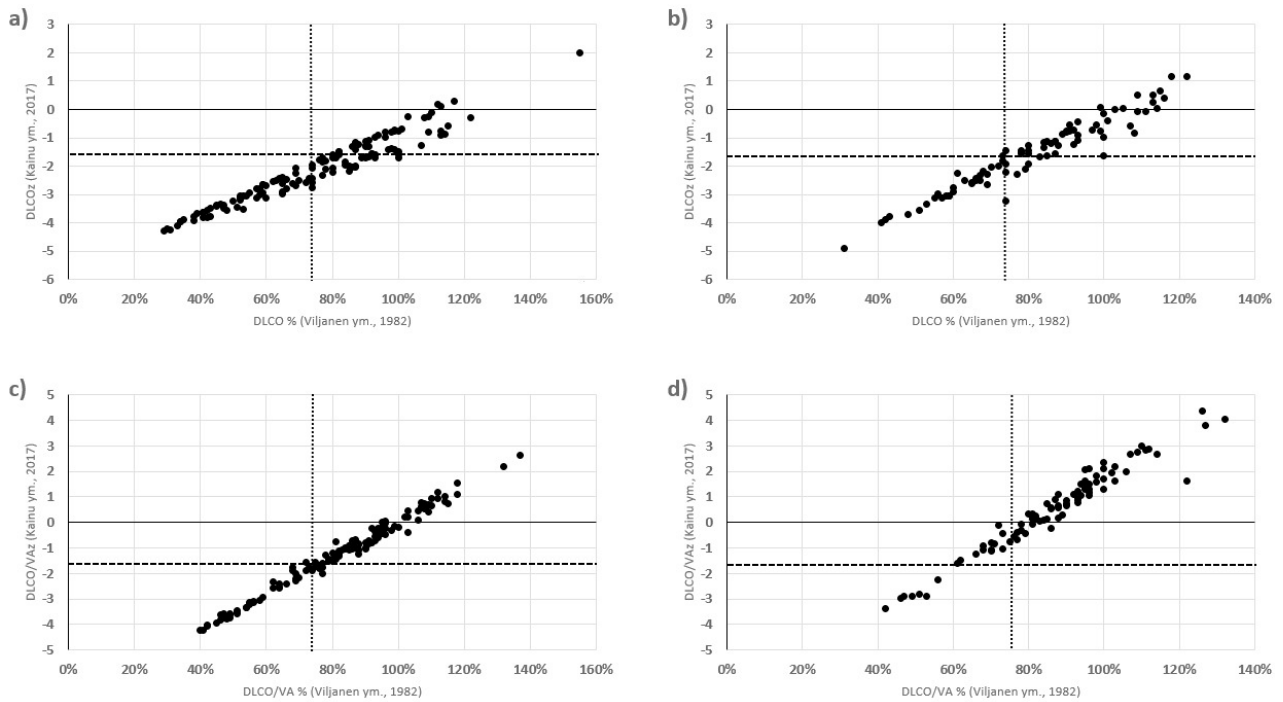 a)
DLCOz (Kainu ym., 2017)
3
2
1
0
-1
-2
-3
-4
-5
-6
0% 20% 40% 60% 80% 100% 120% 140% 160%
DLCO % (Viljanen ym., 1982)
b)
DLCOz (Kainu ym., 2017)
3
2
1
0
-1
-2
-3
-4
-5
-6
0% 20% 40% 60% 80% 100% 120% 140%
DLCO % (Viljanen ym., 1982)
c)
DLCO/VAz (Kainu ym., 2017)
5
4
3
2
1
0
-1
-2
-3
-4
-5
0% 20% 40% 60% 80% 100% 120% 140% 160%
DLCO/VA % (Viljanen ym., 1982)
d)
DLCO/VAz (Kainu ym., 2017)
5
4
3
2
1
0
-1
-2
-3
-4
-5
0% 20% 40% 60% 80% 100% 120% 140%
DLCO/VA % (Viljanen ym., 1982)